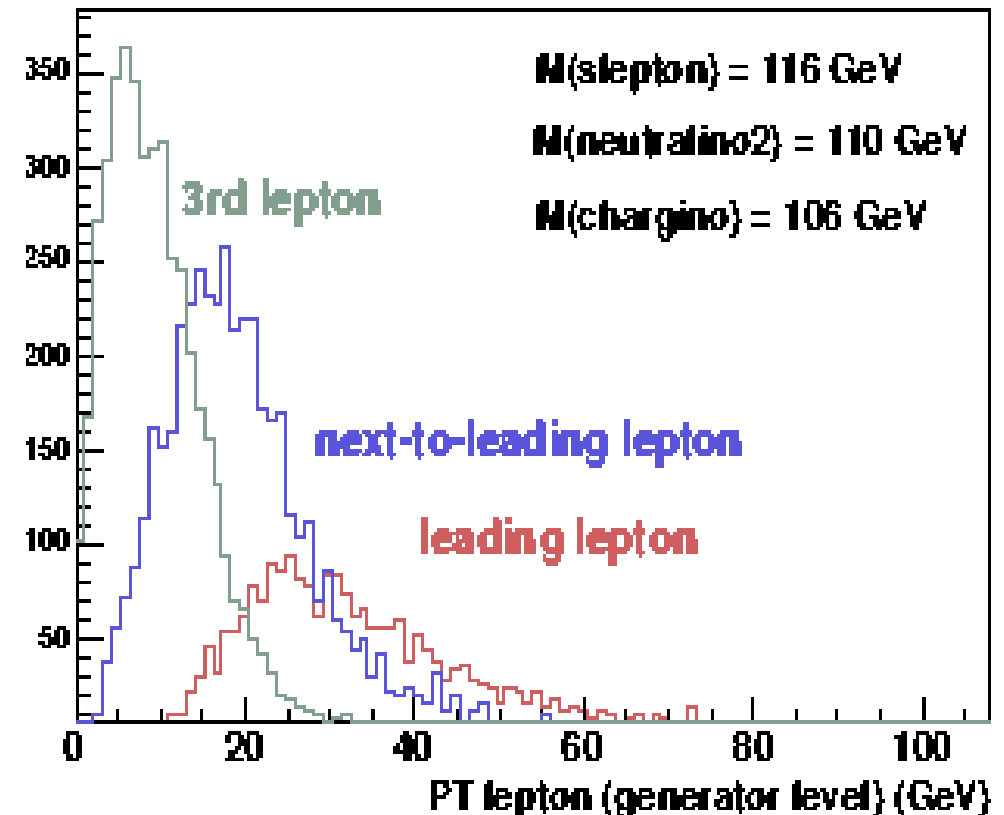 350
300
250
200
150
100
50
M(slepton) = 116 GeV
M(neutralino2) = 110 GeV
M(chargino) = 106 GeV
3rd lepton
next-to-leading lepton
leading lepton
0 20 40 60 80 100
PT lepton (generator level) (GeV)